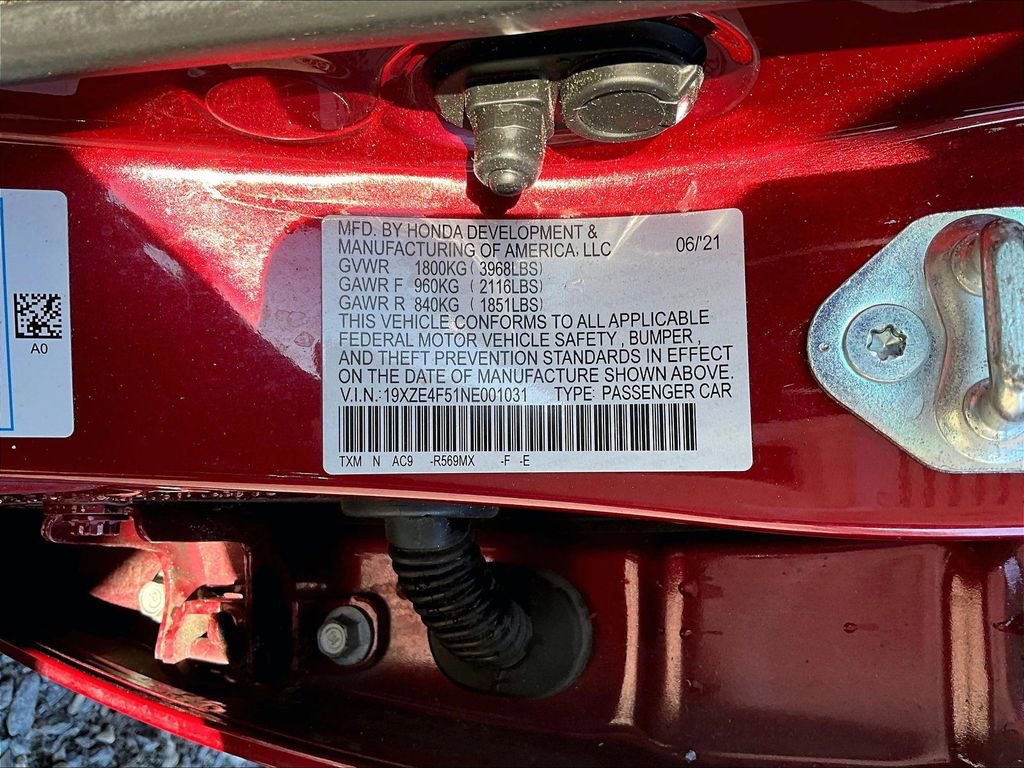 MFD. BY HONDA DEVELOPMENT &
MANUFACTURING OF AMERICA, LLC 06/'21
GVWR 1800KG ( 3968LBS)
GAWR F 960KG ( 2116LBS)
GAWR R 840KG ( 1851LBS)
THIS VEHICLE CONFORMS TO ALL APPLICABLE
FEDERAL MOTOR VEHICLE SAFETY , BUMPER ,
AND THEFT PREVENTION STANDARDS IN EFFECT
ON THE DATE OF MANUFACTURE SHOWN ABOVE.
V.I.N.: 19XZE4F51NE001031 TYPE: PASSENGER CAR
TXM N AC9 -R569MX -F -E
A0